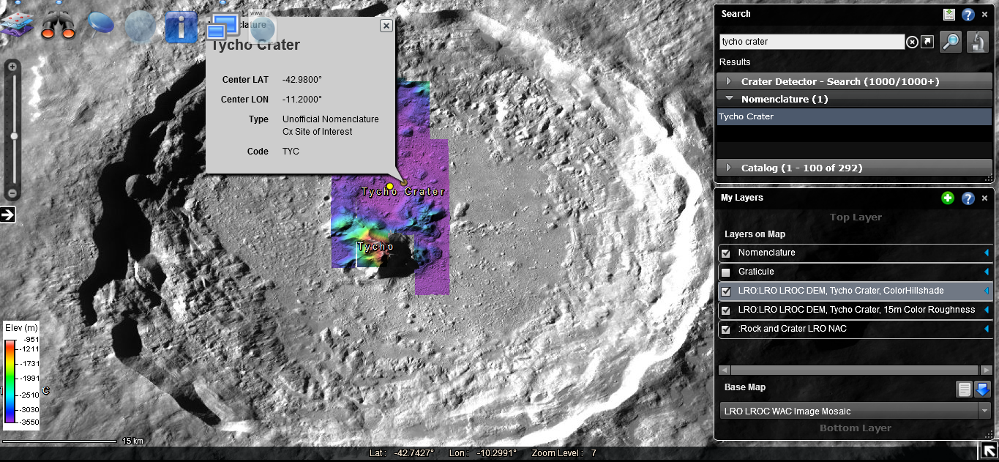 www
clature
Tycho Crater
Center LAT -42.9800°
Center LON -11.2000°
Type Unofficial Nomenclature
Cx Site of Interest
Code TYC
Tycho Crater
Tycho
Elev (m)
-951
-1211
-1731
-1991
-2510
-3030
-3550
C
15 km
Lat : -42.7427° Lon : -10.2991° Zoom Level : 7
Search
tycho crater
Results
Crater Detector - Search (1000/1000+)
Nomenclature (1)
Tycho Crater
Catalog (1 - 100 of 292)
My Layers
Top Layer
Layers on Map
Nomenclature
Graticule
LRO:LRO LROC DEM, Tycho Crater, ColorHillshade
LRO:LRO LROC DEM, Tycho Crater, 15m Color Roughness
:Rock and Crater LRO NAC
Base Map
LRO LROC WAC Image Mosaic
Bottom Layer